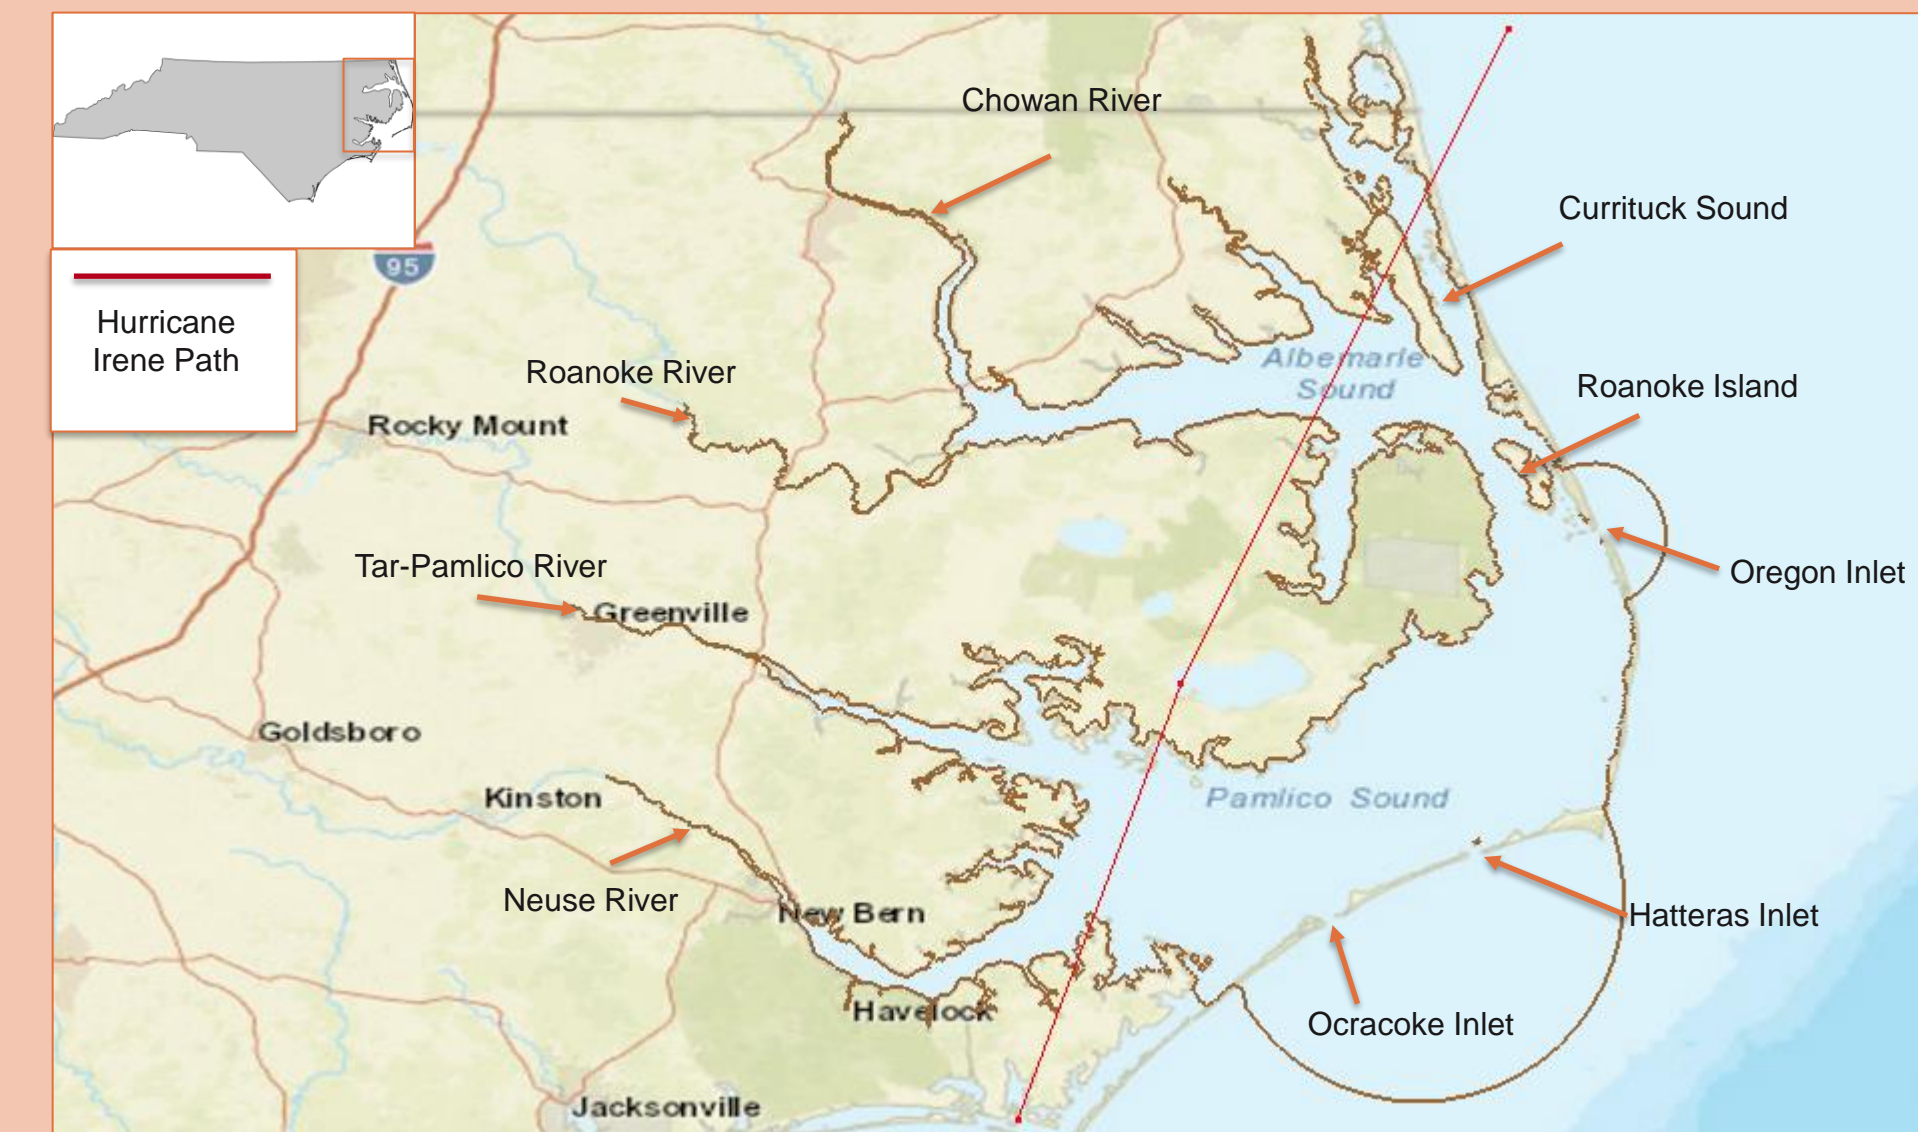 Chowan River
Currituck Sound
95
Hurricane
Irene Path
Albemarle
Sound
Roanoke River
Roanoke Island
Rocky Mount
Oregon Inlet
Tar-Pamlico River
Greenville
Goldsboro
Kinston
Pamlico Sound
Neuse River
New Bern
Hatteras Inlet
Havelock
Ocracoke Inlet
Jacksonville